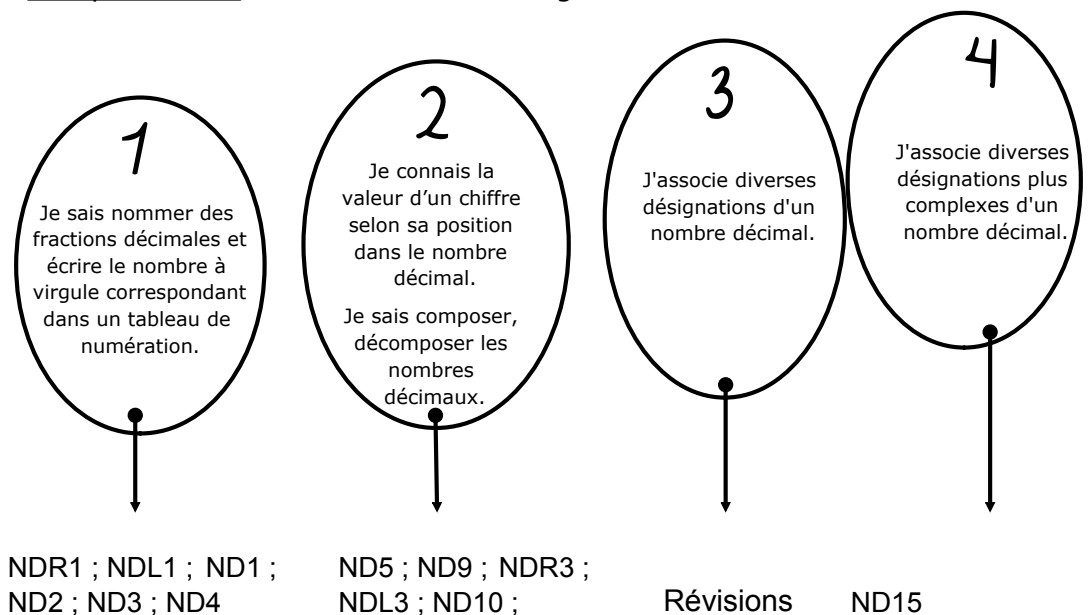 1
Je sais nommer des
fractions décimales et
écrire le nombre à
virgule correspondant
dans un tableau de
numération.
2
Je connais la
valeur d’un chiffre
selon sa position
dans le nombre
décimal.
Je sais composer,
décomposer les
nombres
décimaux.
3
J'associe diverses
désignations d'un
nombre décimal.
4
J'associe diverses
désignations plus
complexes d'un
nombre décimal.
NDR1 ; NDL1 ; ND1 ;
ND2 ; ND3 ; ND4
ND5 ; ND9 ; NDR3 ;
NDL3 ; ND10 ;
Révisions
ND15